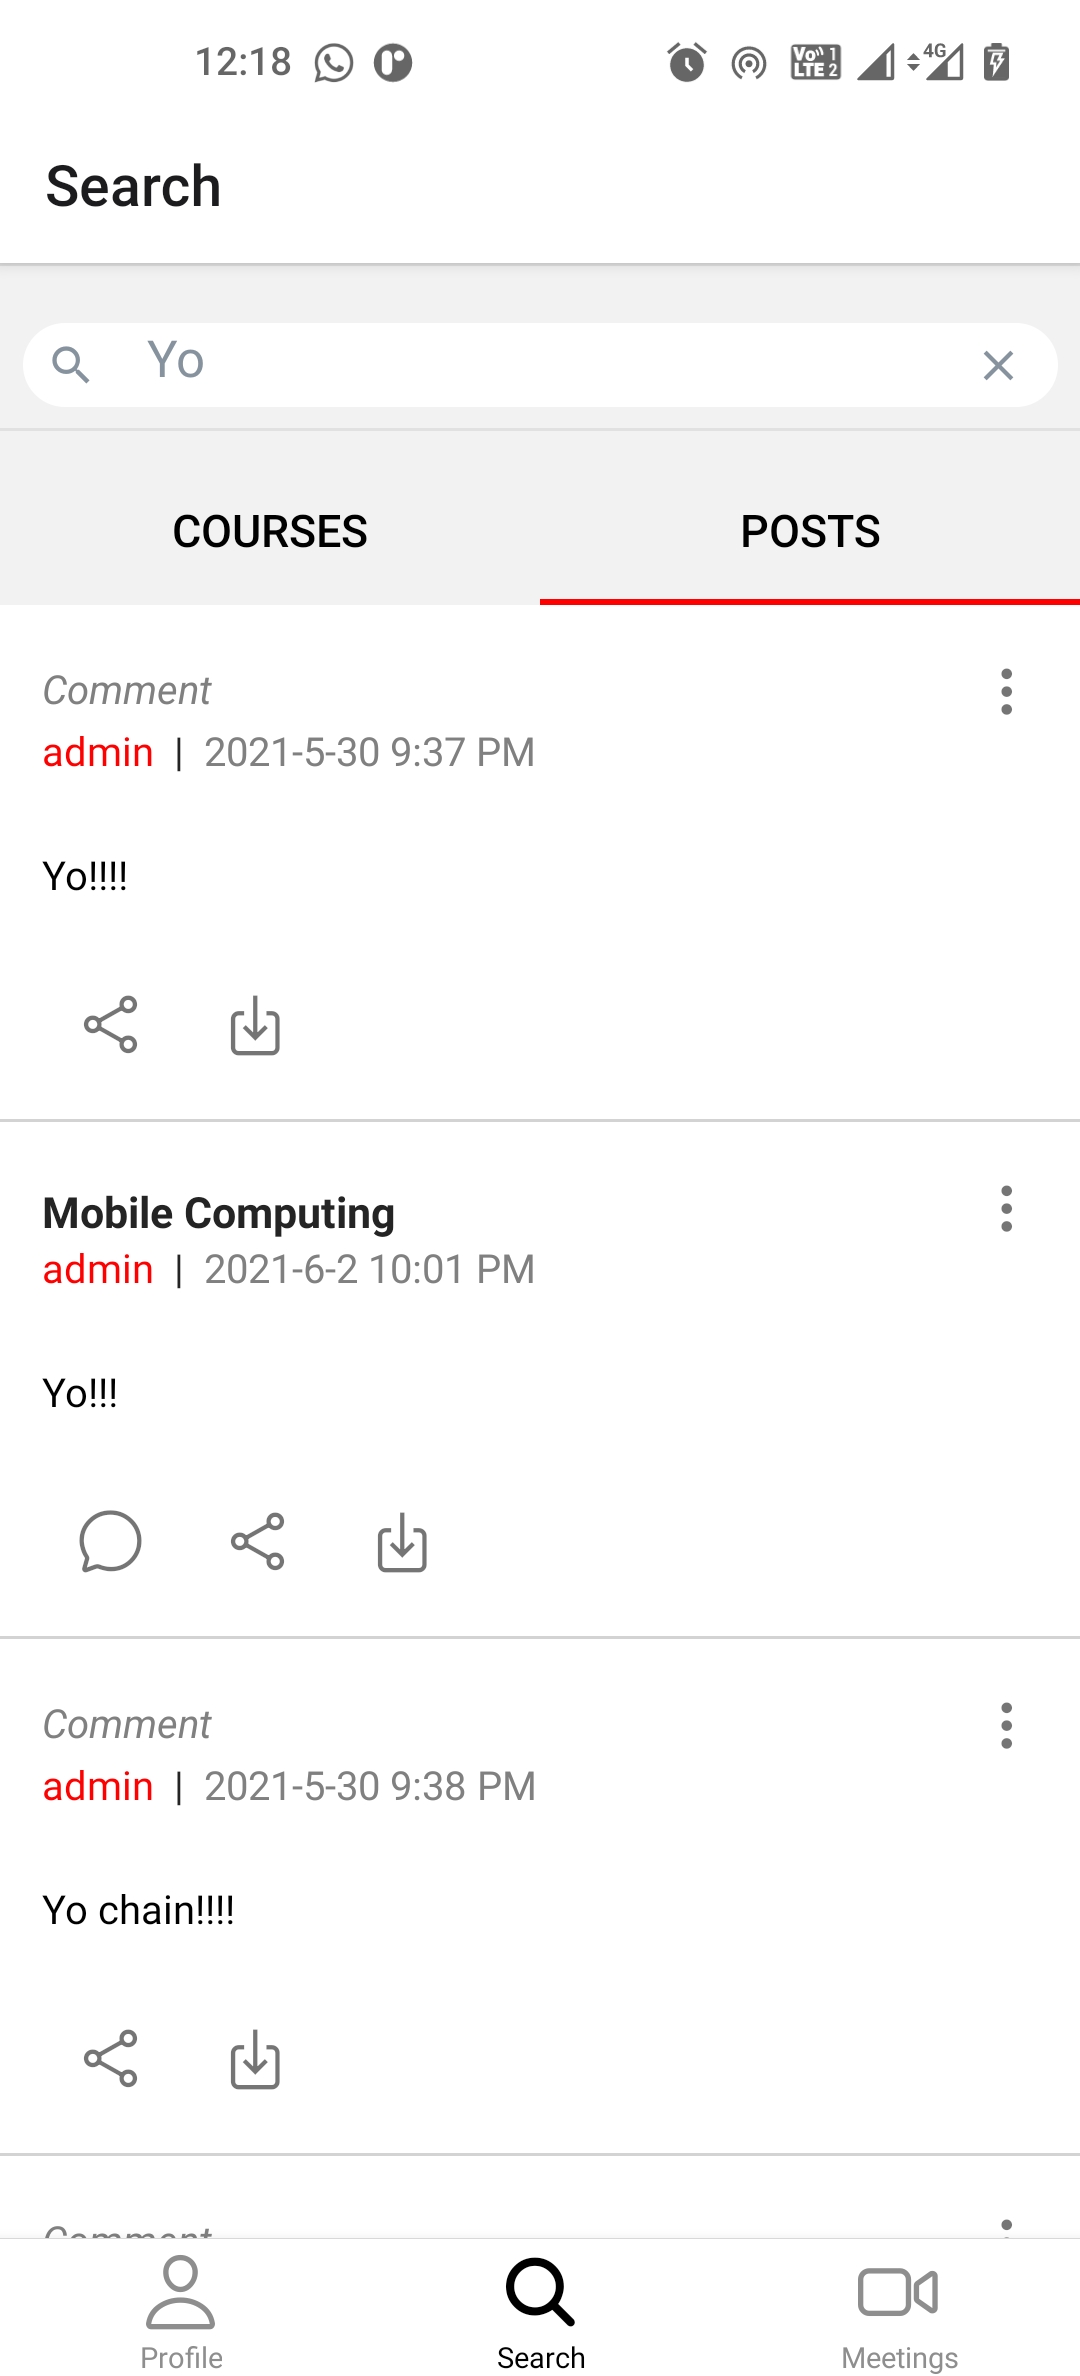 12:18
Vo 1
LTE 2
4G
Search
Yo
COURSES POSTS
Comment
admin | 2021-5-30 9:37 PM
Yo!!!!
Mobile Computing
admin | 2021-6-2 10:01 PM
Yo!!!
Comment
admin | 2021-5-30 9:38 PM
Yo chain!!!!
Comment
Profile Search Meetings